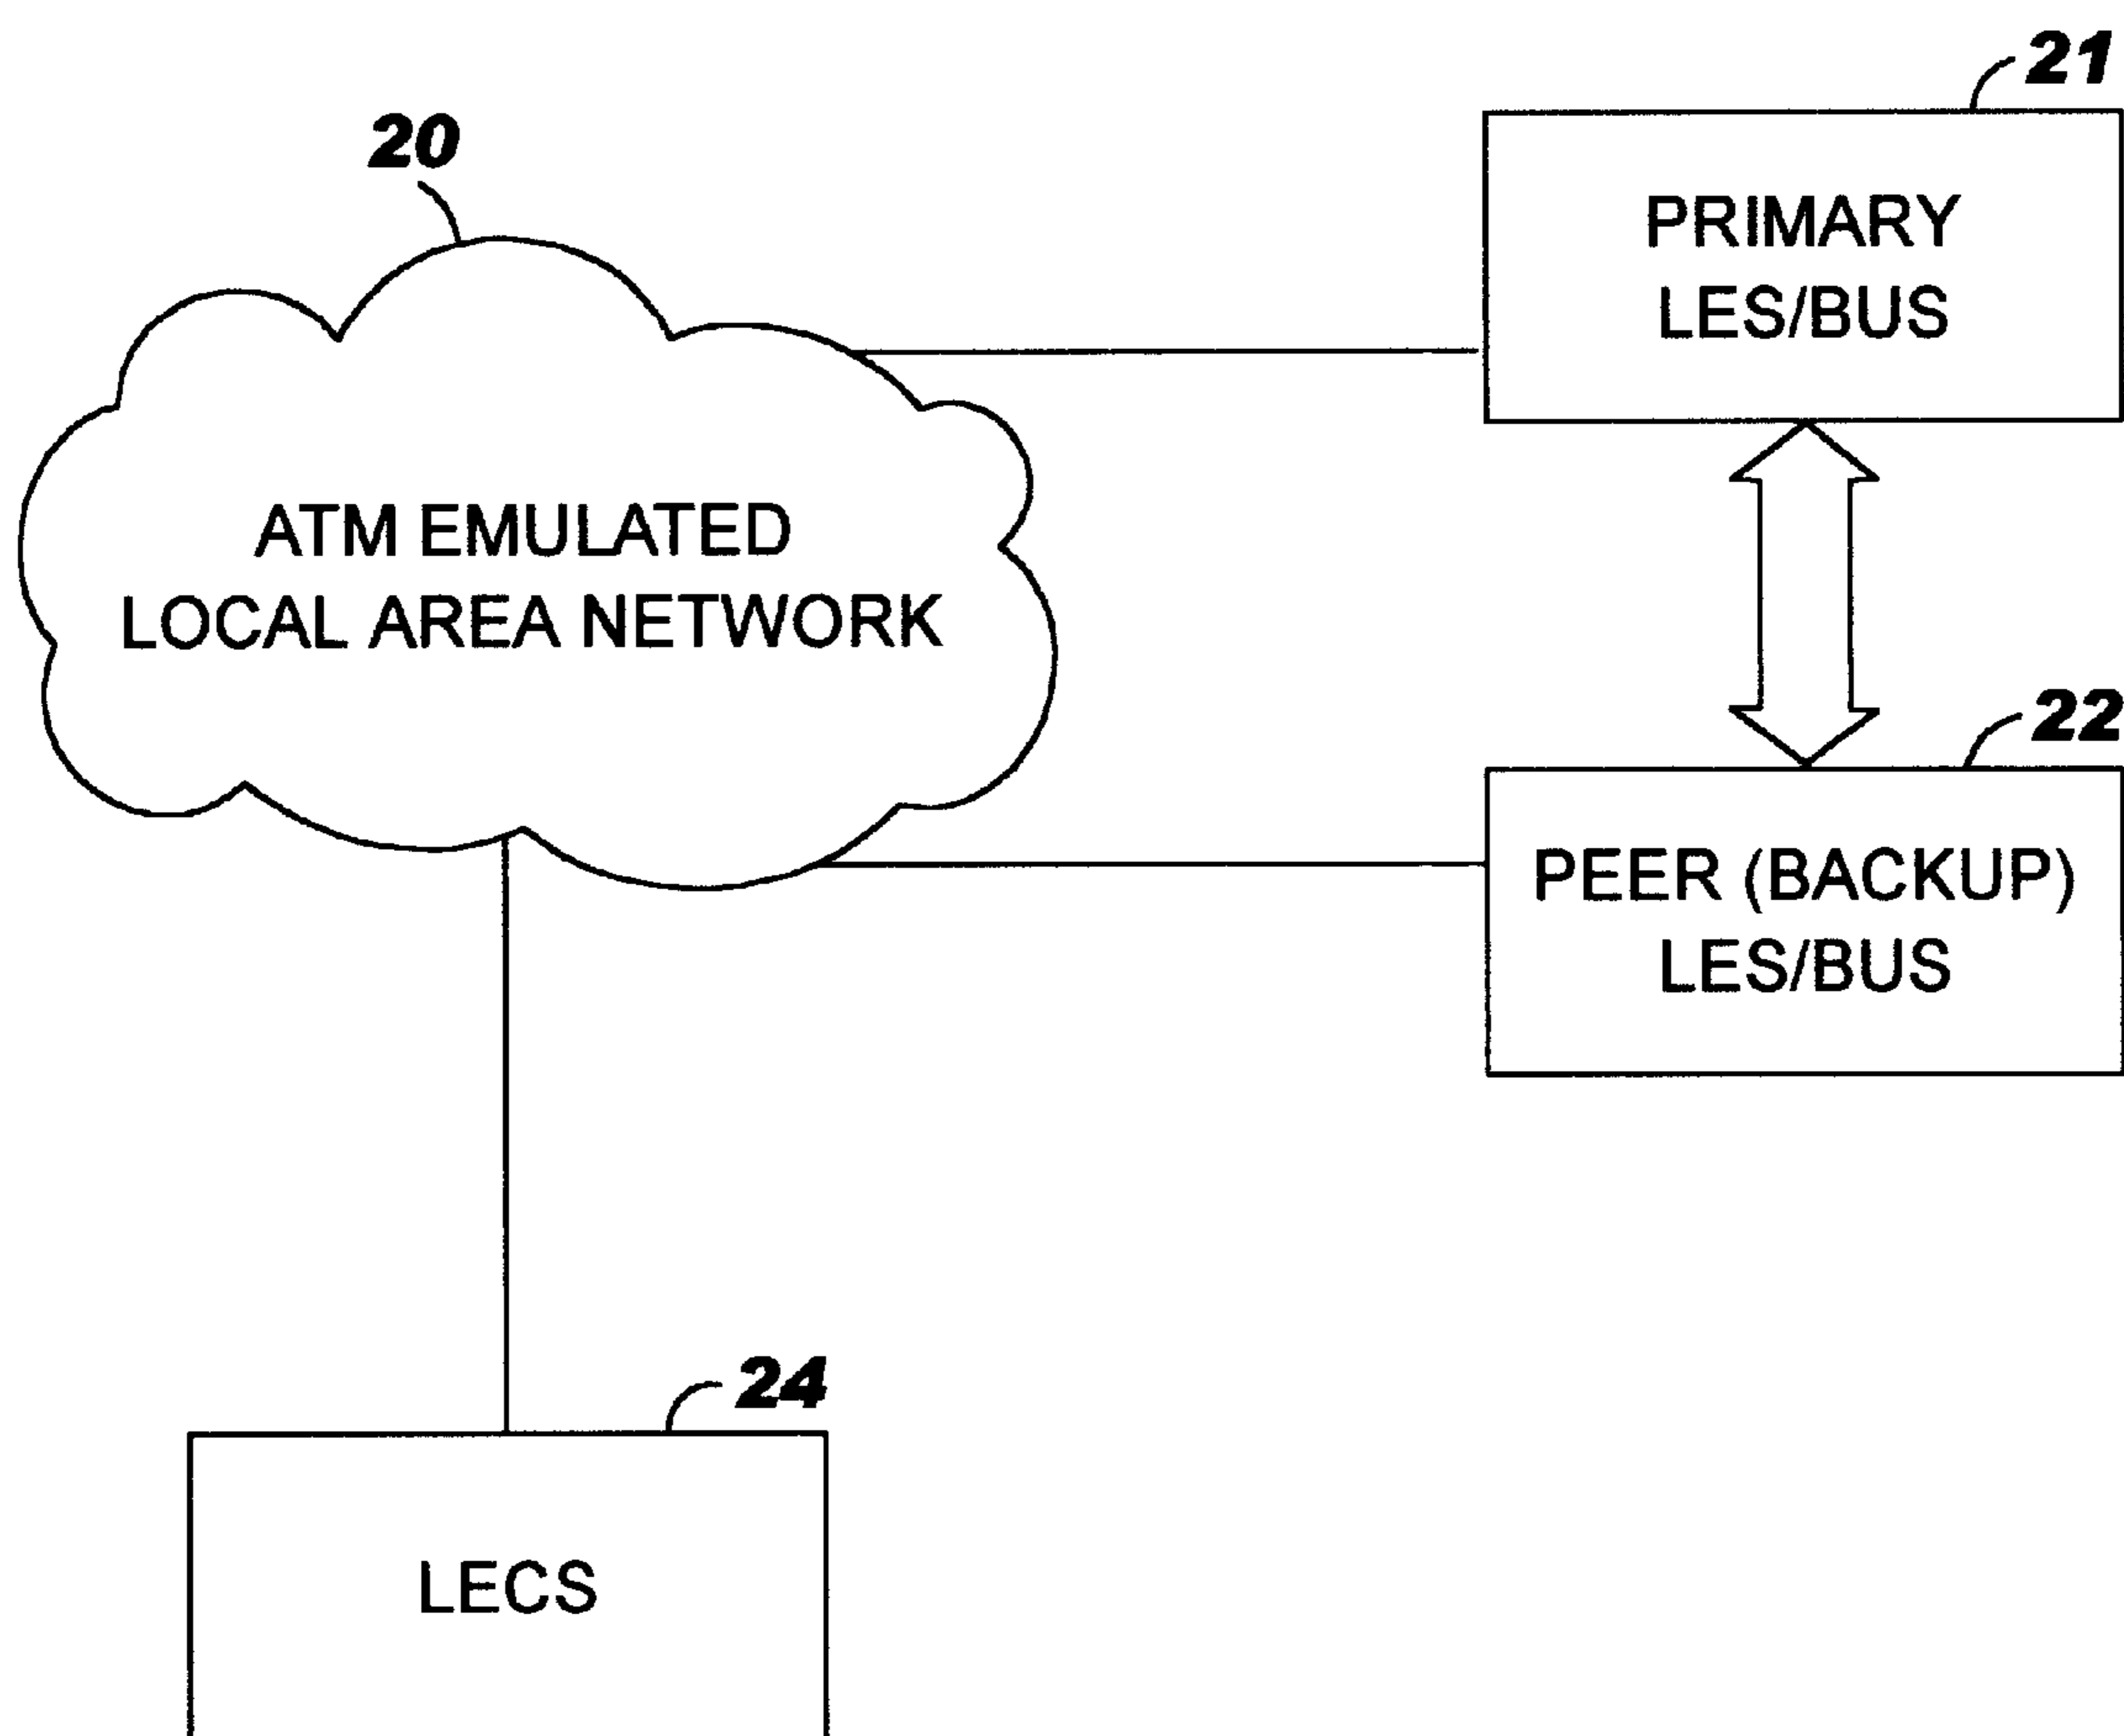 21
20
PRIMARY
LES/BUS
ATM EMULATED
LOCAL AREA NETWORK
22
PEER (BACKUP)
LES/BUS
24
LECS